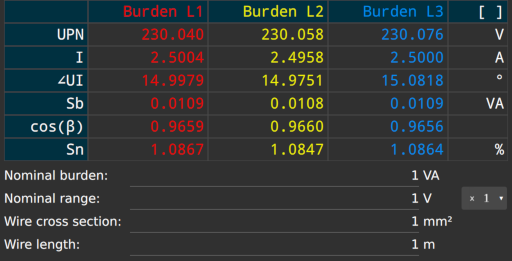 Burden L1 Burden L2 Burden L3 [ ]
UPN 230.040 230.058 230.076 V
I 2.5004 2.4958 2.5000 A
∠UI 14.9979 14.9751 15.0818 °
Sb 0.0109 0.0108 0.0109 VA
cos(β) 0.9659 0.9660 0.9656
Sn 1.0867 1.0847 1.0864 %
Nominal burden: 1 VA
Nominal range: 1 V x 1 ▾
Wire cross section: 1 mm²
Wire length: 1 m